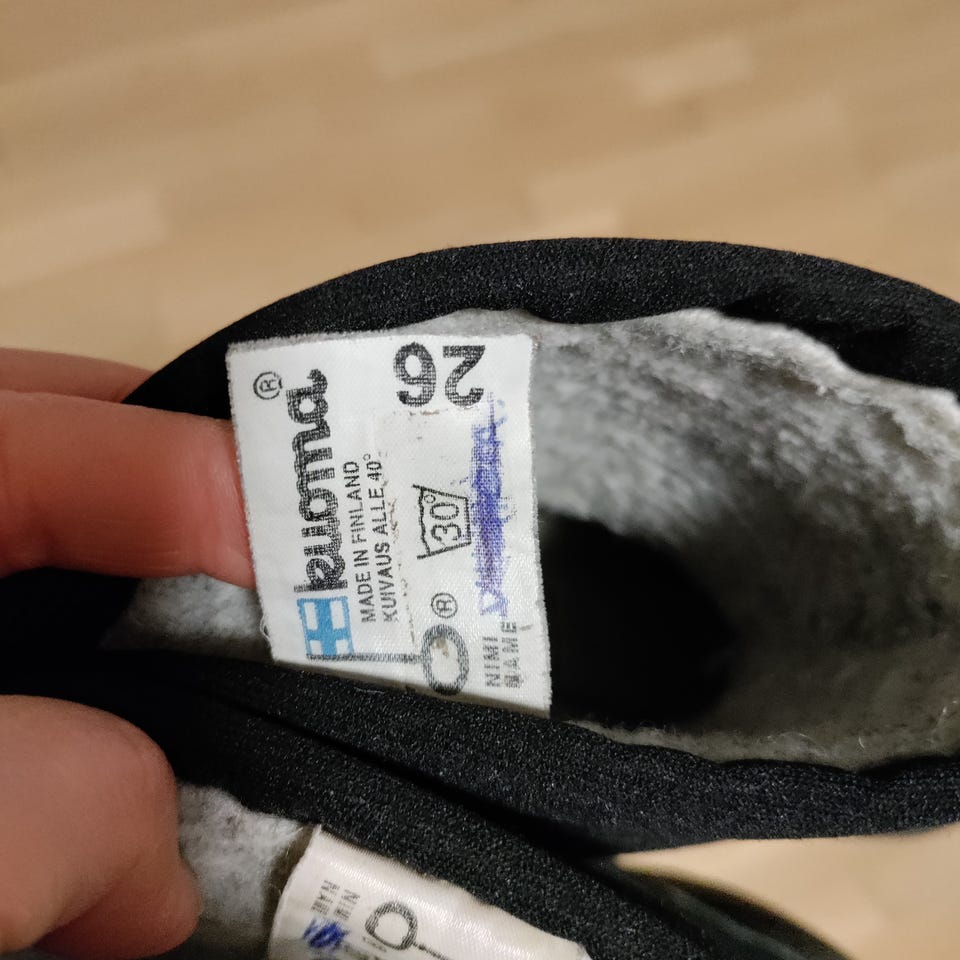 kuoma®
MADE IN FINLAND
KUIVAUS ALLE 40°
30°
®
26
NIMI
NAME